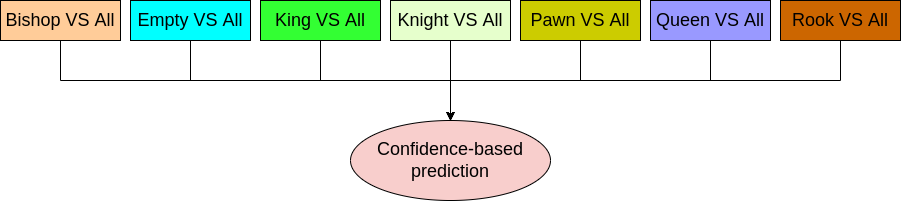 Bishop VS All
Empty VS All
King VS All
Knight VS All
Pawn VS All
Queen VS All
Rook VS All
Confidence-based
prediction